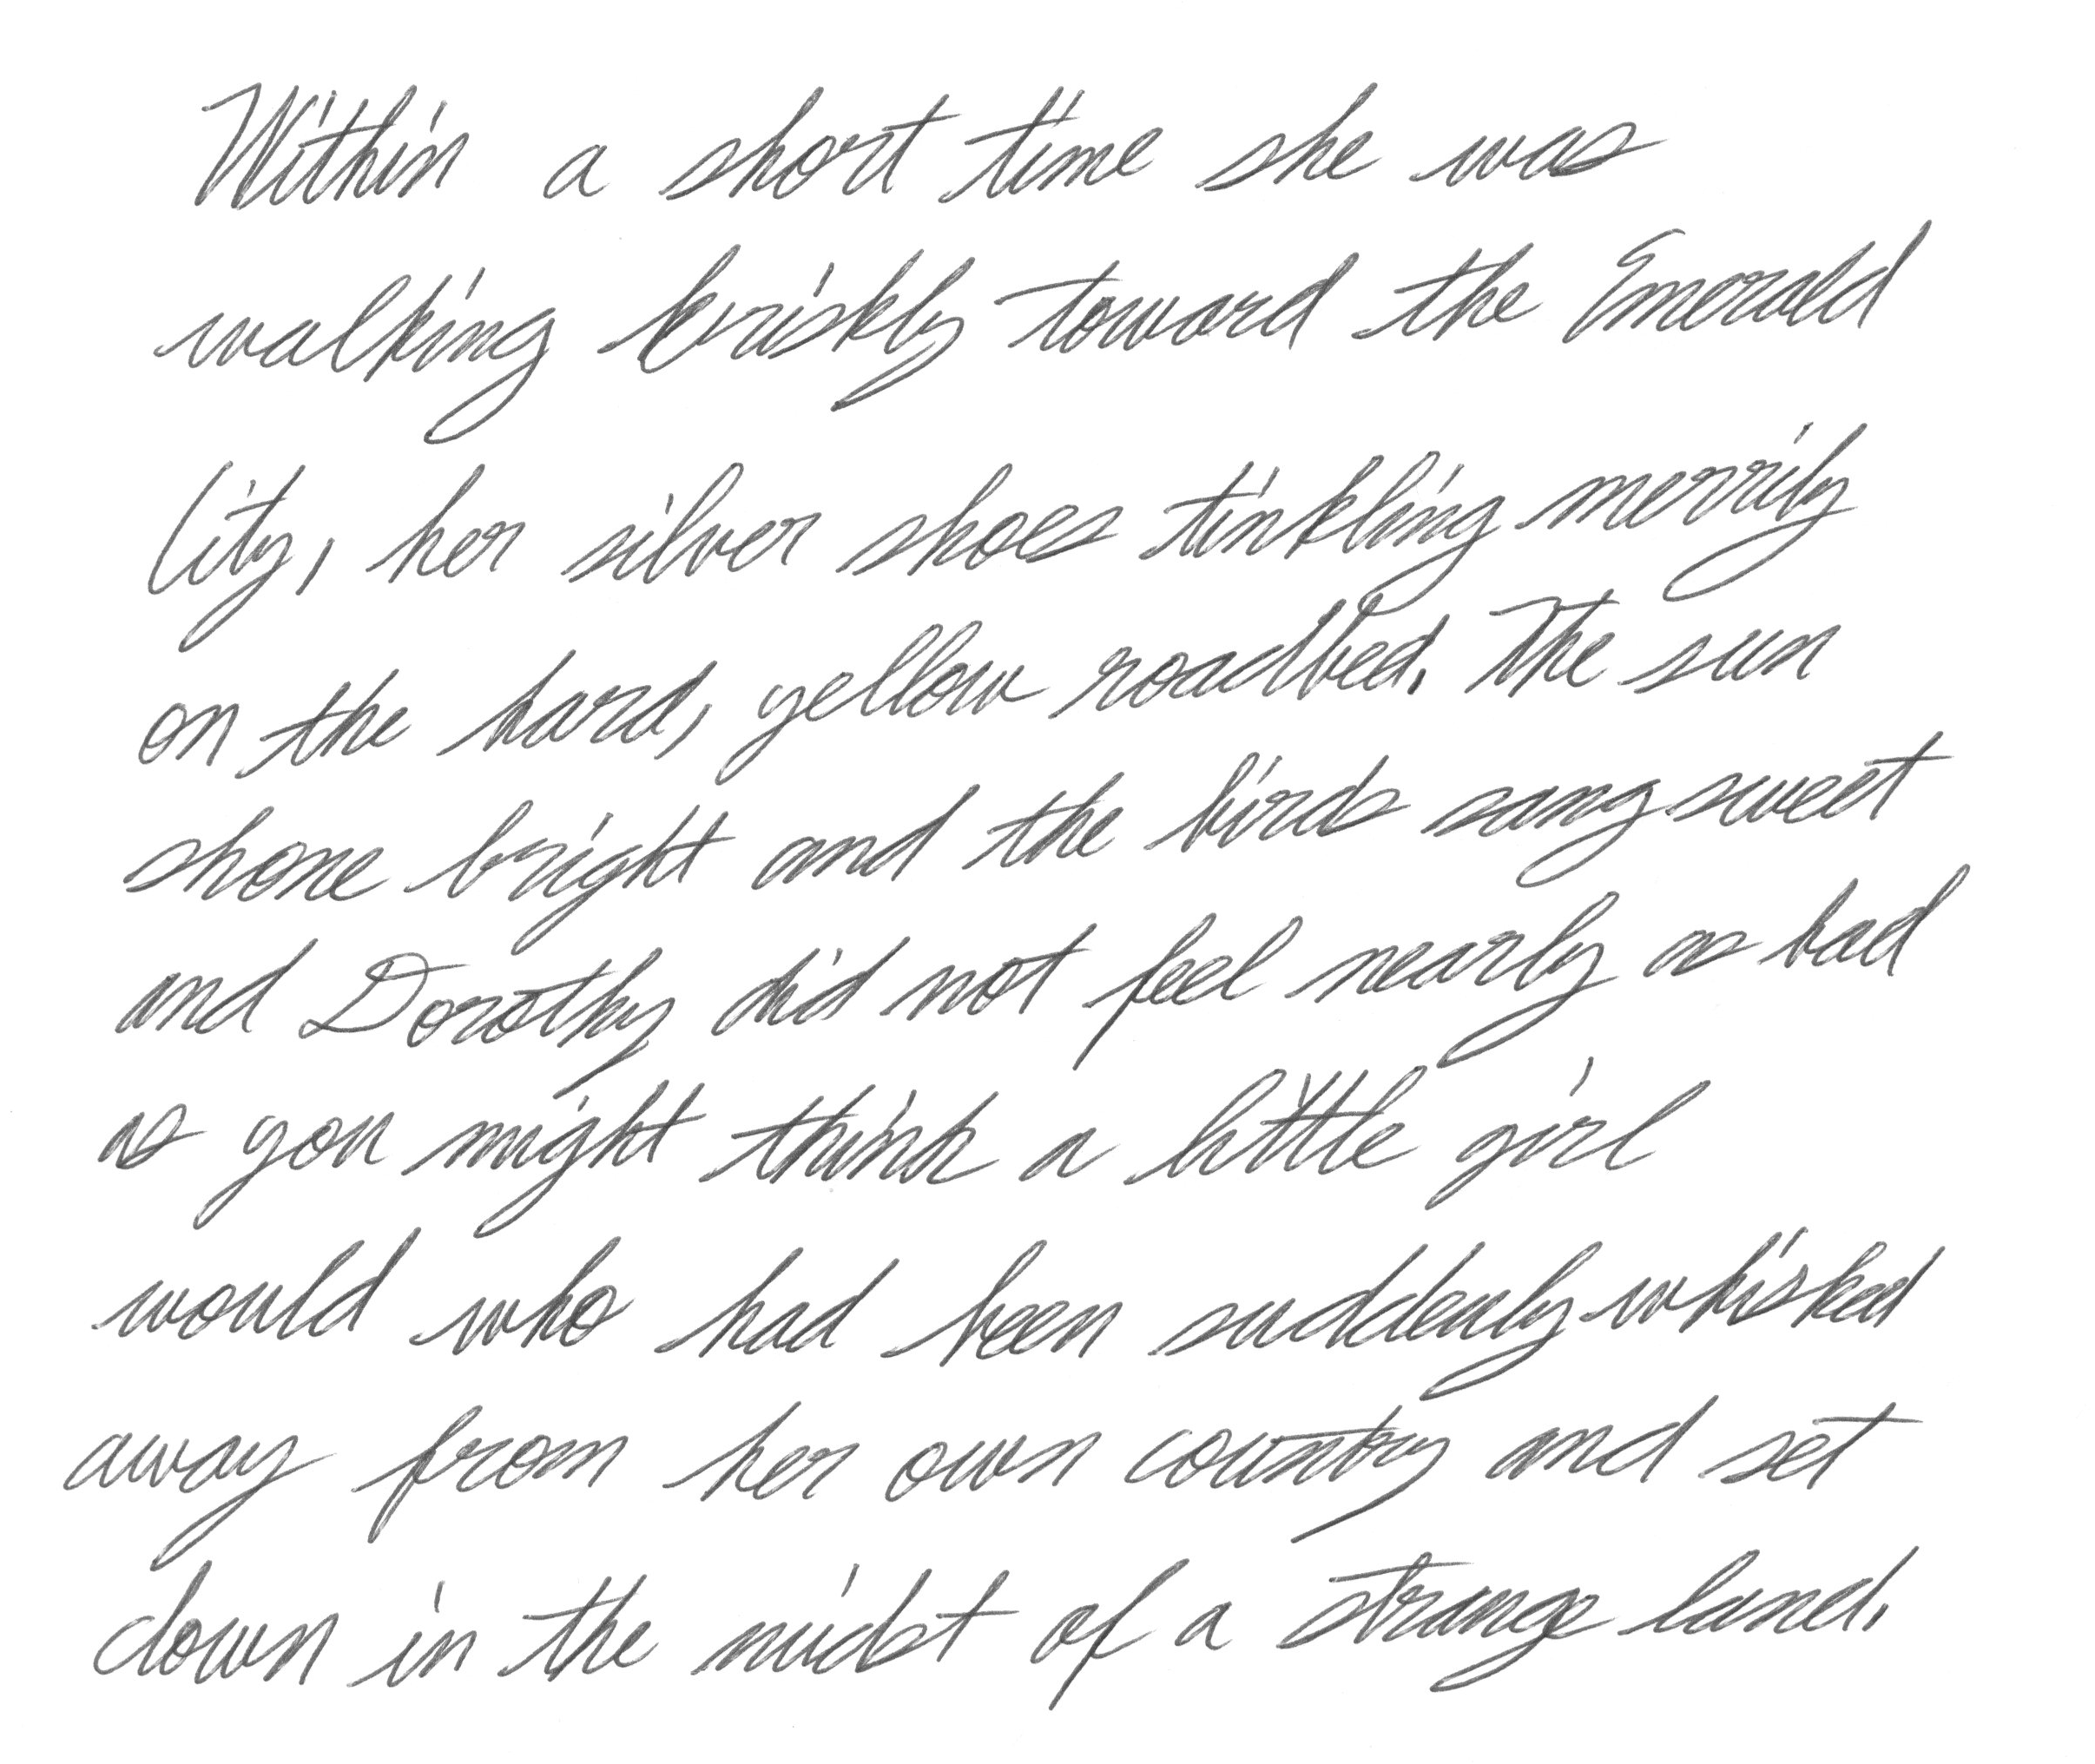 Within a short time she was
walking briskly toward the Emerald
City, her silver shoes tinkling merrily
on the hard, yellow roadbed. The sun
shone bright and the birds sang sweet
and Dorothy did not feel nearly as bad
as you might think a little girl
would who had been suddenly whisked
away from her own country and set
down in the midst of a strange land.